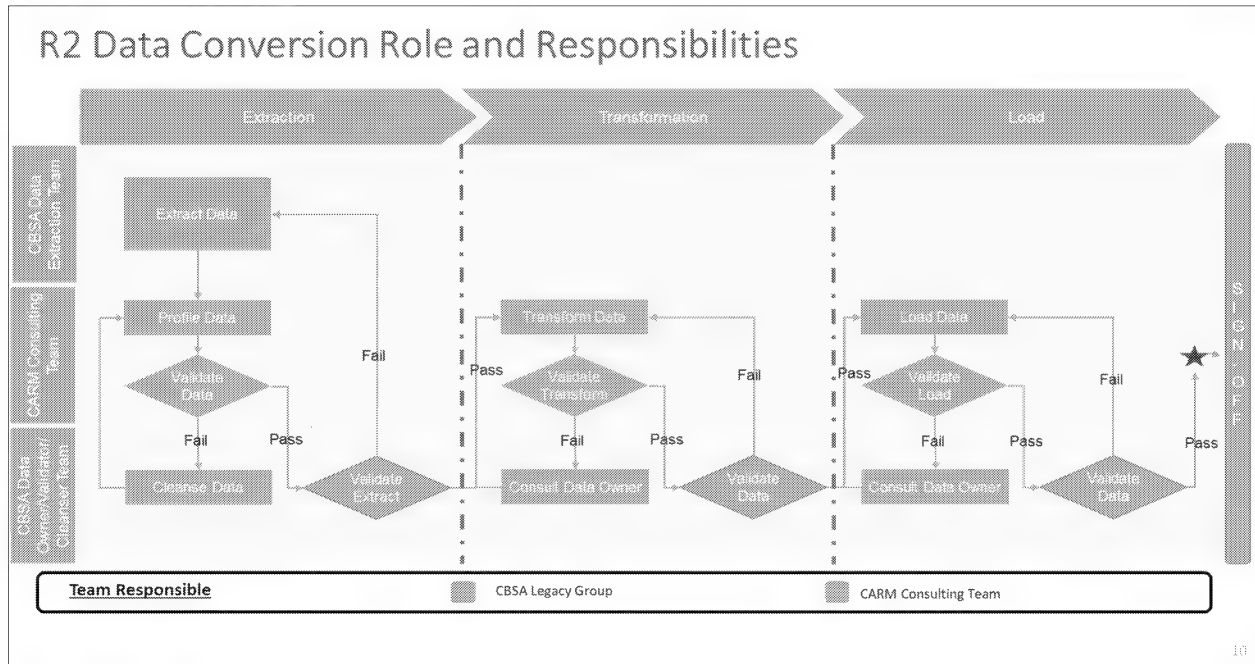 R2 Data Conversion Role and Responsibilities
Extraction
Transformation
Load
CBSA Data
Extraction Team
Extract Data
CARM Consulting
Team
Profile Data
Transform Data
Load Data
Validate
Data
Fail
Pass
Validate
Transform
Fail
Pass
Validate
Load
Fail
Fail
Pass
Fail
Pass
Fail
Pass
CBSA Data
Owner/Validator/
Cleanser Team
Cleanse Data
Validate
Extract
Consult Data Owner
Validate
Data
Consult Data Owner
Validate
Data
Pass
SIGN OFF
Team Responsible
CBSA Legacy Group
CARM Consulting Team
10